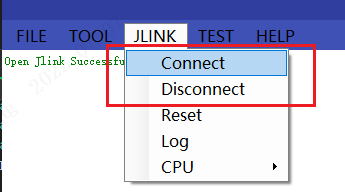 FILE TOOL JLINK TEST HELP
Open Jlink Successfu
Connect
Disconnect
Reset
Log
CPU